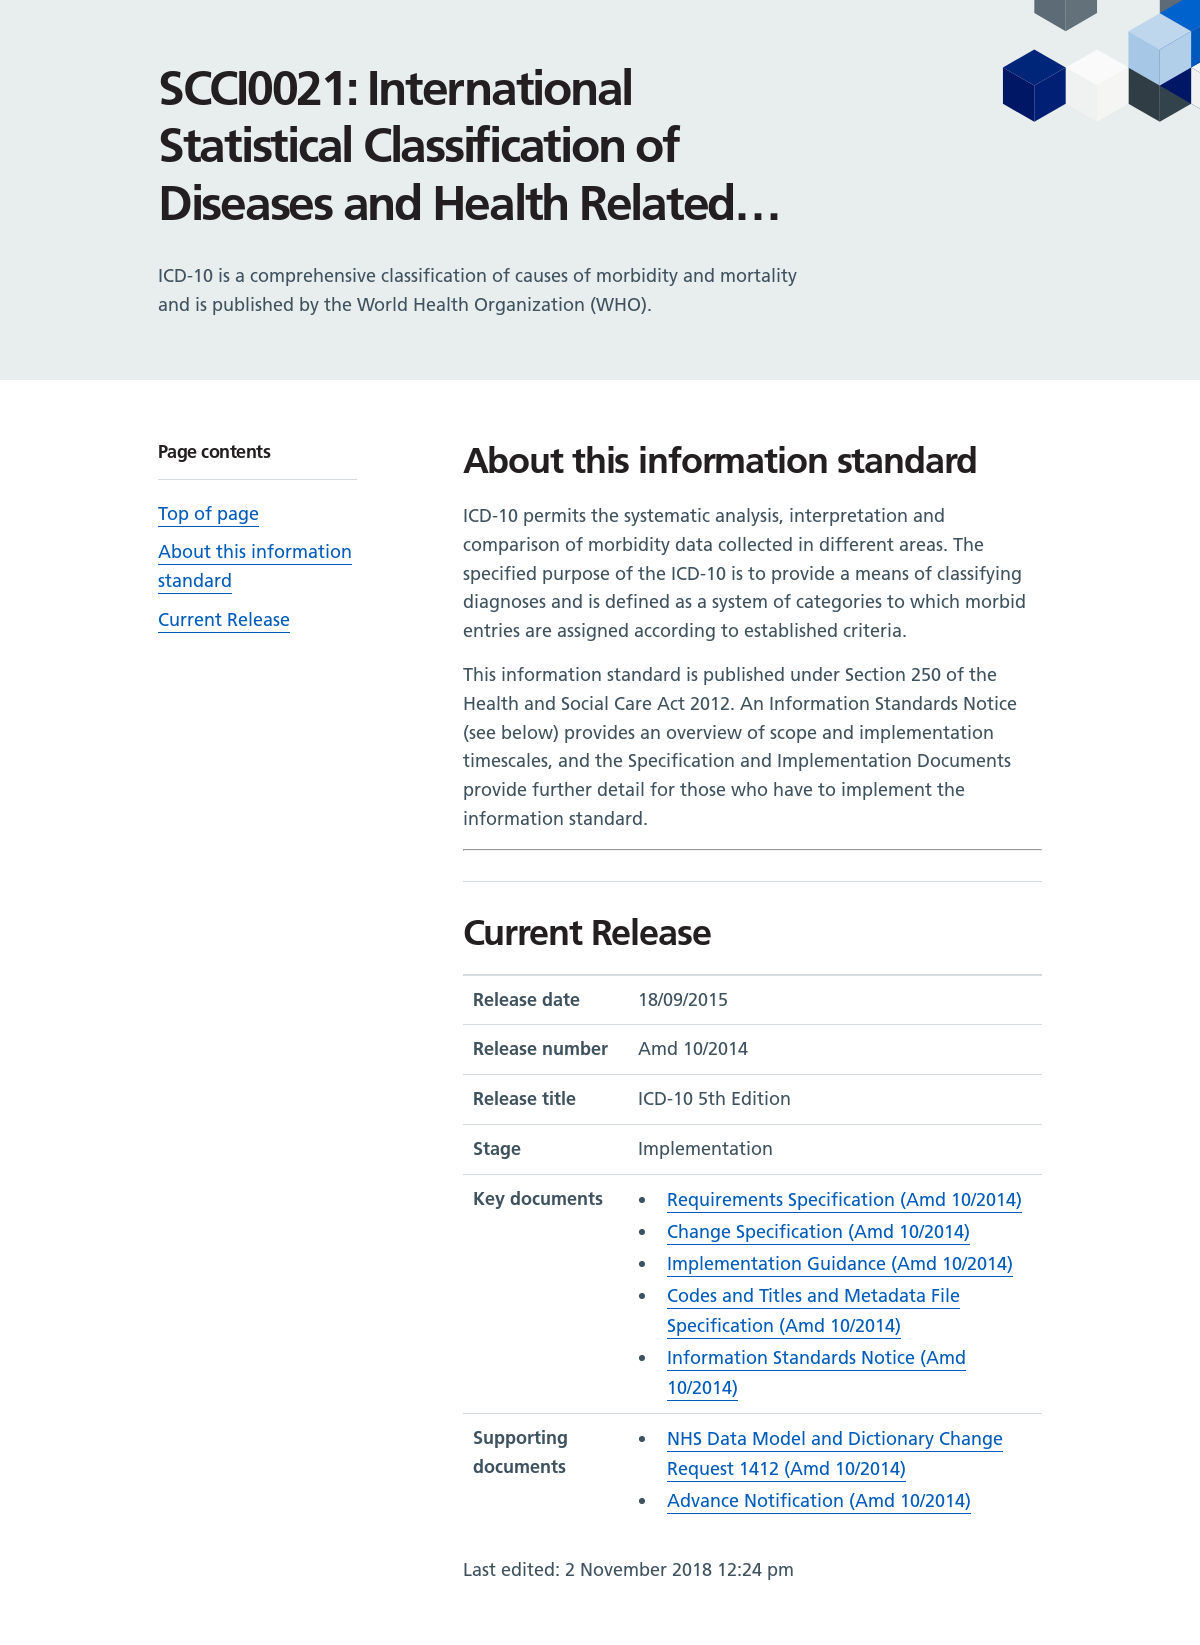 SCCI0021: International
Statistical Classification of
Diseases and Health Related…
ICD-10 is a comprehensive classification of causes of morbidity and mortality
and is published by the World Health Organization (WHO).
Page contents
Top of page
About this information
standard
Current Release
About this information standard
ICD-10 permits the systematic analysis, interpretation and
comparison of morbidity data collected in different areas. The
specified purpose of the ICD-10 is to provide a means of classifying
diagnoses and is defined as a system of categories to which morbid
entries are assigned according to established criteria.
This information standard is published under Section 250 of the
Health and Social Care Act 2012. An Information Standards Notice
(see below) provides an overview of scope and implementation
timescales, and the Specification and Implementation Documents
provide further detail for those who have to implement the
information standard.
Current Release
Release date 18/09/2015
Release number Amd 10/2014
Release title ICD-10 5th Edition
Stage Implementation
Key documents • Requirements Specification (Amd 10/2014)
• Change Specification (Amd 10/2014)
• Implementation Guidance (Amd 10/2014)
• Codes and Titles and Metadata File
Specification (Amd 10/2014)
• Information Standards Notice (Amd
10/2014)
Supporting • NHS Data Model and Dictionary Change
documents Request 1412 (Amd 10/2014)
• Advance Notification (Amd 10/2014)
Last edited: 2 November 2018 12:24 pm